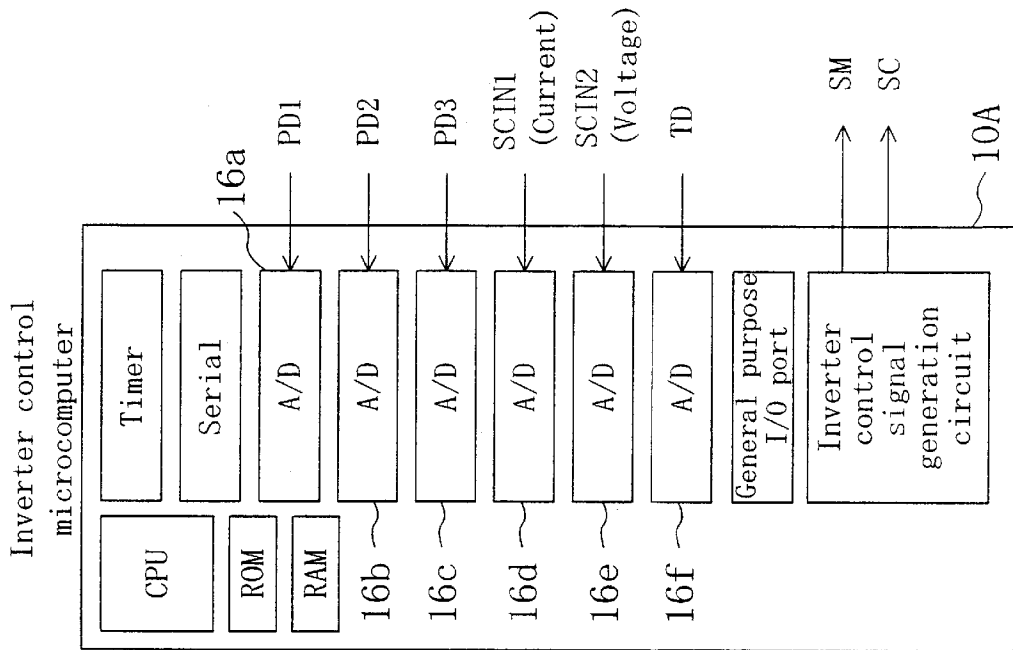 Inverter control
microcomputer
CPU
ROM
RAM
Timer
Serial
A/D
16a
PD1
A/D
16b
PD2
A/D
16c
PD3
A/D
16d
SCIN1
(Current)
A/D
16e
SCIN2
(Voltage)
A/D
16f
TD
General purpose
I/O port
Inverter
control
signal
generation
circuit
SM
SC
10A